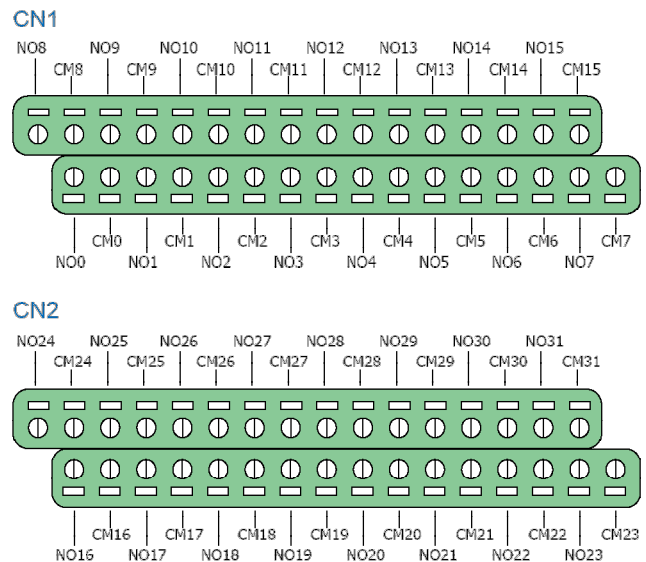 CN1
NO8 NO9 NO10 NO11 NO12 NO13 NO14 NO15
CM8 CM9 CM10 CM11 CM12 CM13 CM14 CM15
CM0 CM1 CM2 CM3 CM4 CM5 CM6 CM7
NO0 NO1 NO2 NO3 NO4 NO5 NO6 NO7
CN2
NO24 NO25 NO26 NO27 NO28 NO29 NO30 NO31
CM24 CM25 CM26 CM27 CM28 CM29 CM30 CM31
CM16 CM17 CM18 CM19 CM20 CM21 CM22 CM23
NO16 NO17 NO18 NO19 NO20 NO21 NO22 NO23